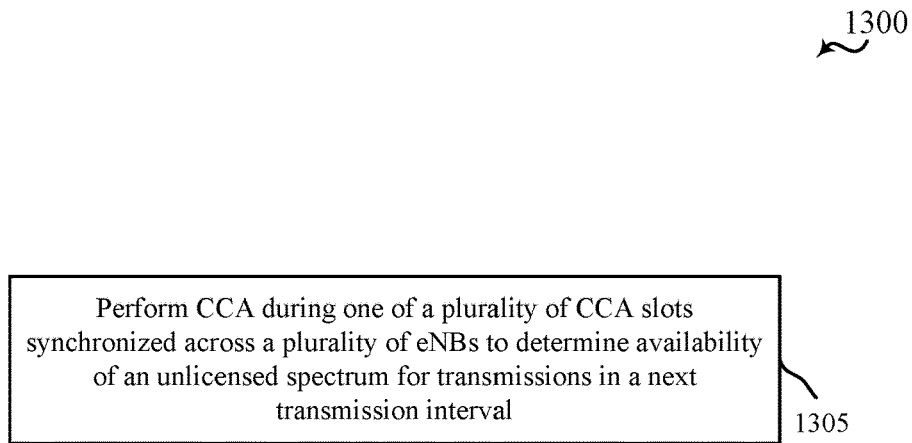 1300
Perform CCA during one of a plurality of CCA slots
synchronized across a plurality of eNBs to determine availability
of an unlicensed spectrum for transmissions in a next
transmission interval
1305